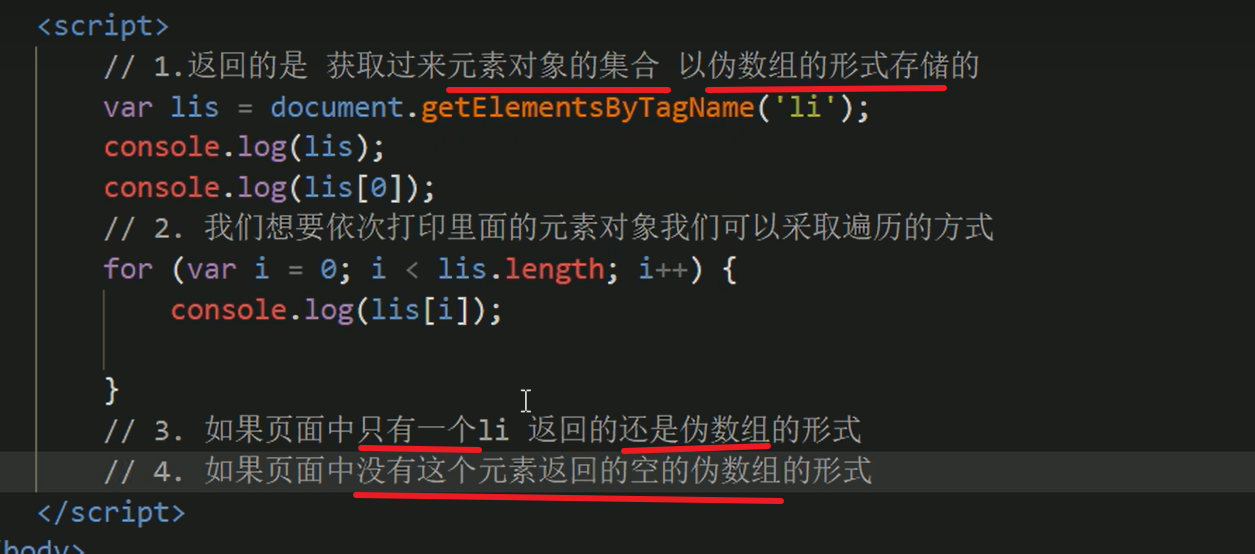 <script>
// 1.返回的是 获取过来元素对象的集合 以伪数组的形式存储的
var lis = document.getElementsByTagName('li');
console.log(lis);
console.log(lis[0]);
// 2. 我们想要依次打印里面的元素对象我们可以采取遍历的方式
for (var i = 0; i < lis.length; i++) {
console.log(lis[i]);
}
// 3. 如果页面中只有一个li 返回的还是伪数组的形式
// 4. 如果页面中没有这个元素返回的空的伪数组的形式
</script>
/body>